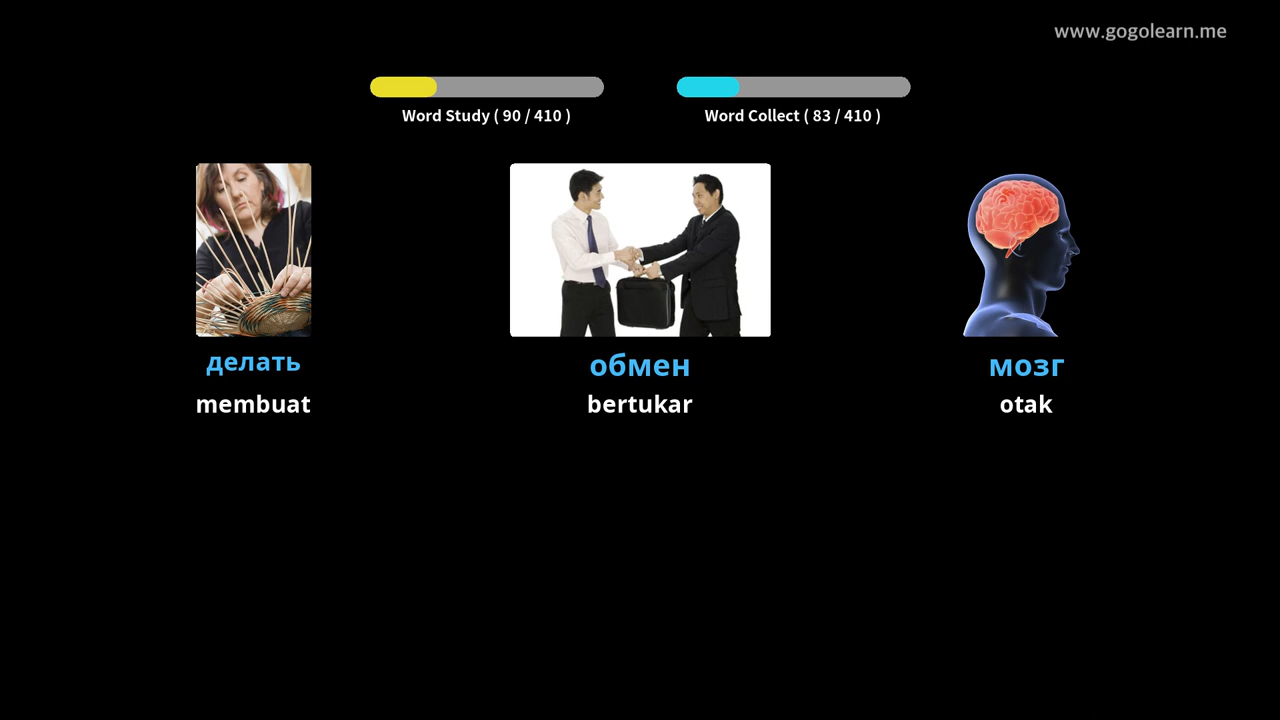 www.gogolearn.me
Word Study ( 90 / 410 )
Word Collect ( 83 / 410 )
делать
обмен
мозг
membuat
bertukar
otak